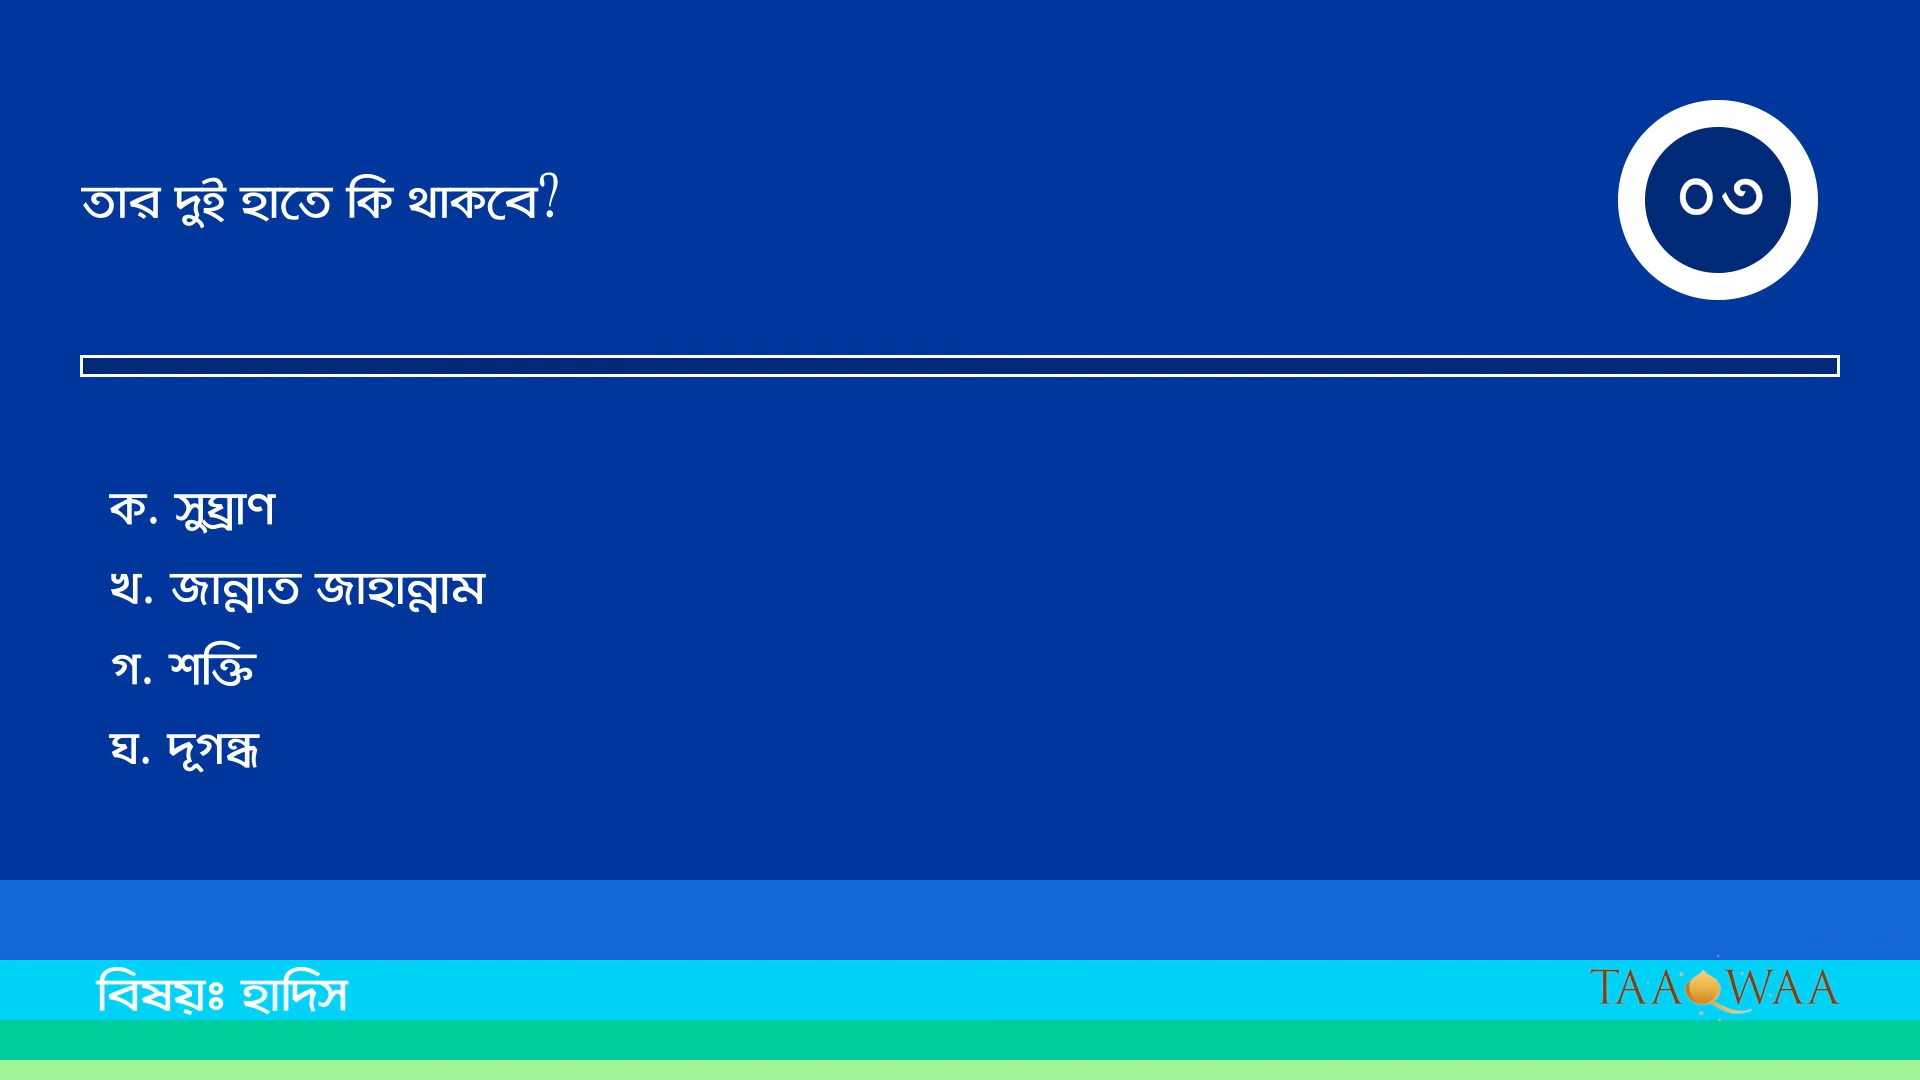 তার দুই হাতে কি থাকবে?
০৩
ক. সুঘ্রাণ
খ. জান্নাত জাহান্নাম
গ. শক্তি
ঘ. দূগন্ধ
বিষয়ঃ হাদিস
TAAQWAA